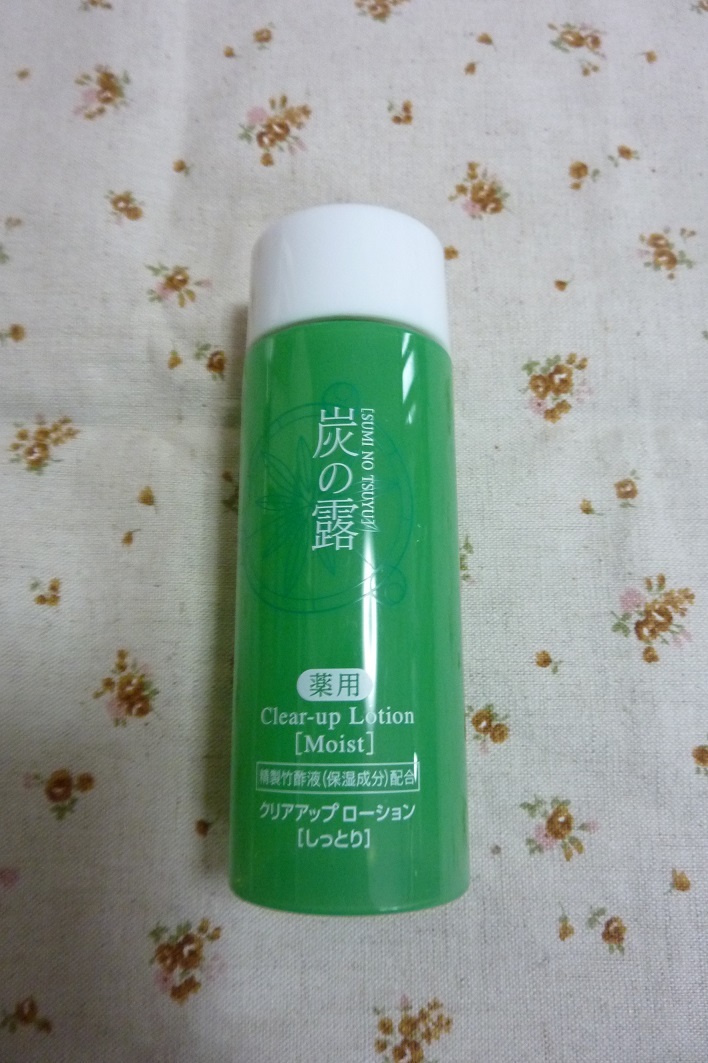 炭の露
[SUMI NO TSUYU]
薬用
Clear-up Lotion
[Moist]
精製竹酢液(保湿成分)配合
クリアアップローション
[しっとり]